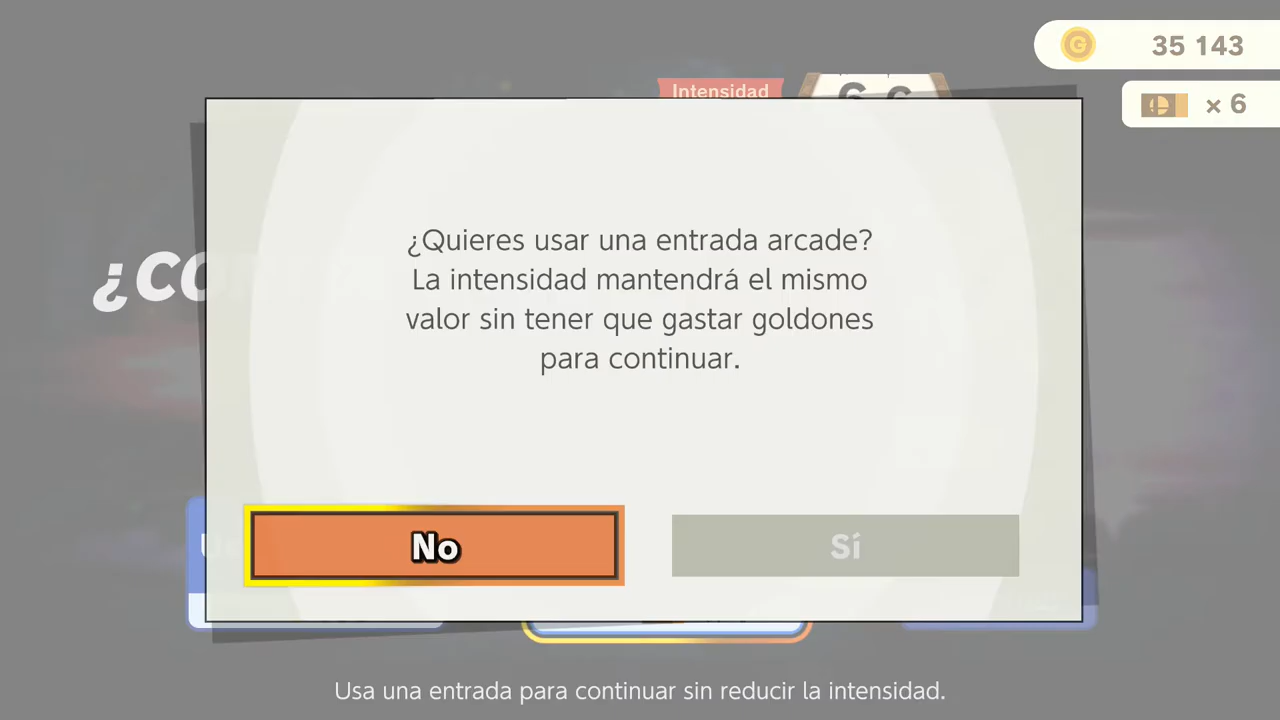 35 143
× 6
Intensidad
¿CO
¿Quieres usar una entrada arcade?
La intensidad mantendrá el mismo
valor sin tener que gastar goldones
para continuar.
No
Sí
Usa una entrada para continuar sin reducir la intensidad.